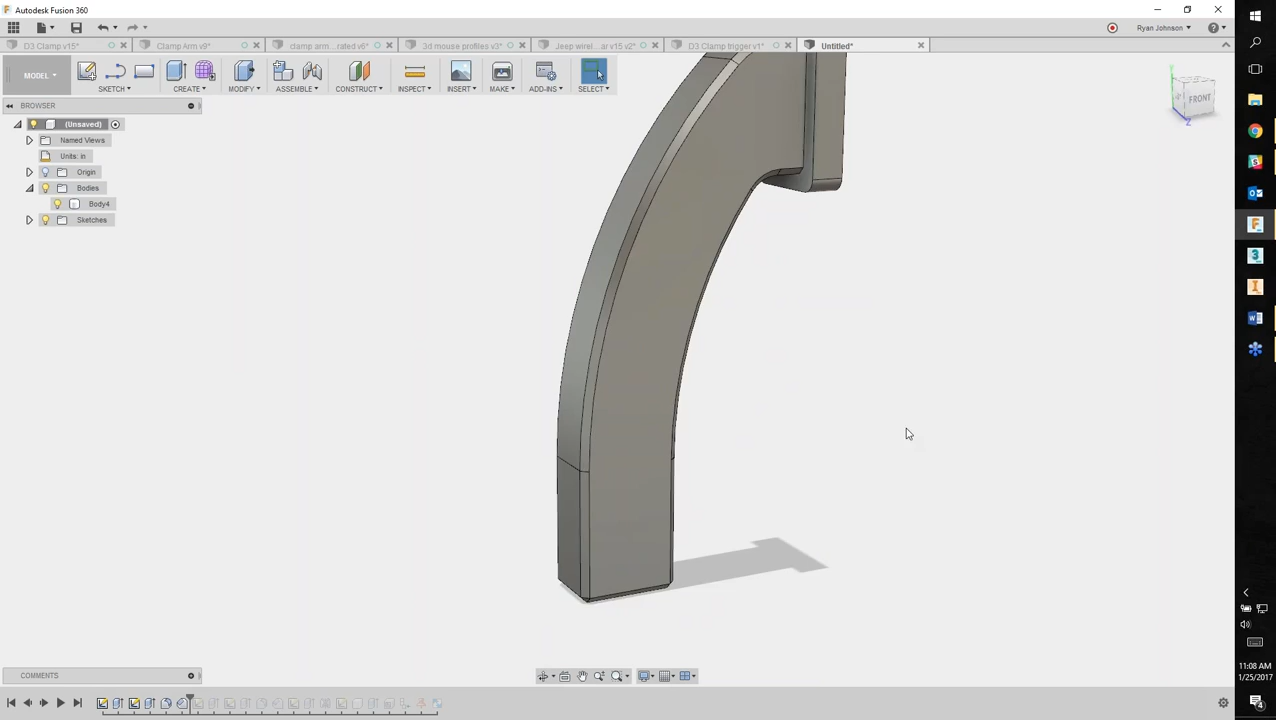 Autodesk Fusion 360
Ryan Johnson
D3 Clamp v15*
Clamp Arm v9*
clamp arm...rated v6*
3d mouse profiles v3*
Jeep wirel...ar v15 v2*
D3 Clamp trigger v1*
Untitled*
MODEL
SKETCH
CREATE
MODIFY
ASSEMBLE
CONSTRUCT
INSPECT
INSERT
MAKE
ADD-INS
SELECT
BROWSER
(Unsaved)
Named Views
Units: in
Origin
Bodies
Body4
Sketches
FRONT
Y
Z
COMMENTS
11:08 AM
1/25/2017
4